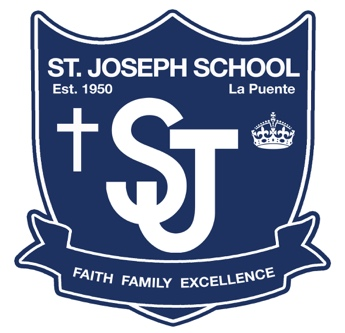 ST. JOSEPH SCHOOL
Est. 1950 La Puente
SJ
FAITH FAMILY EXCELLENCE